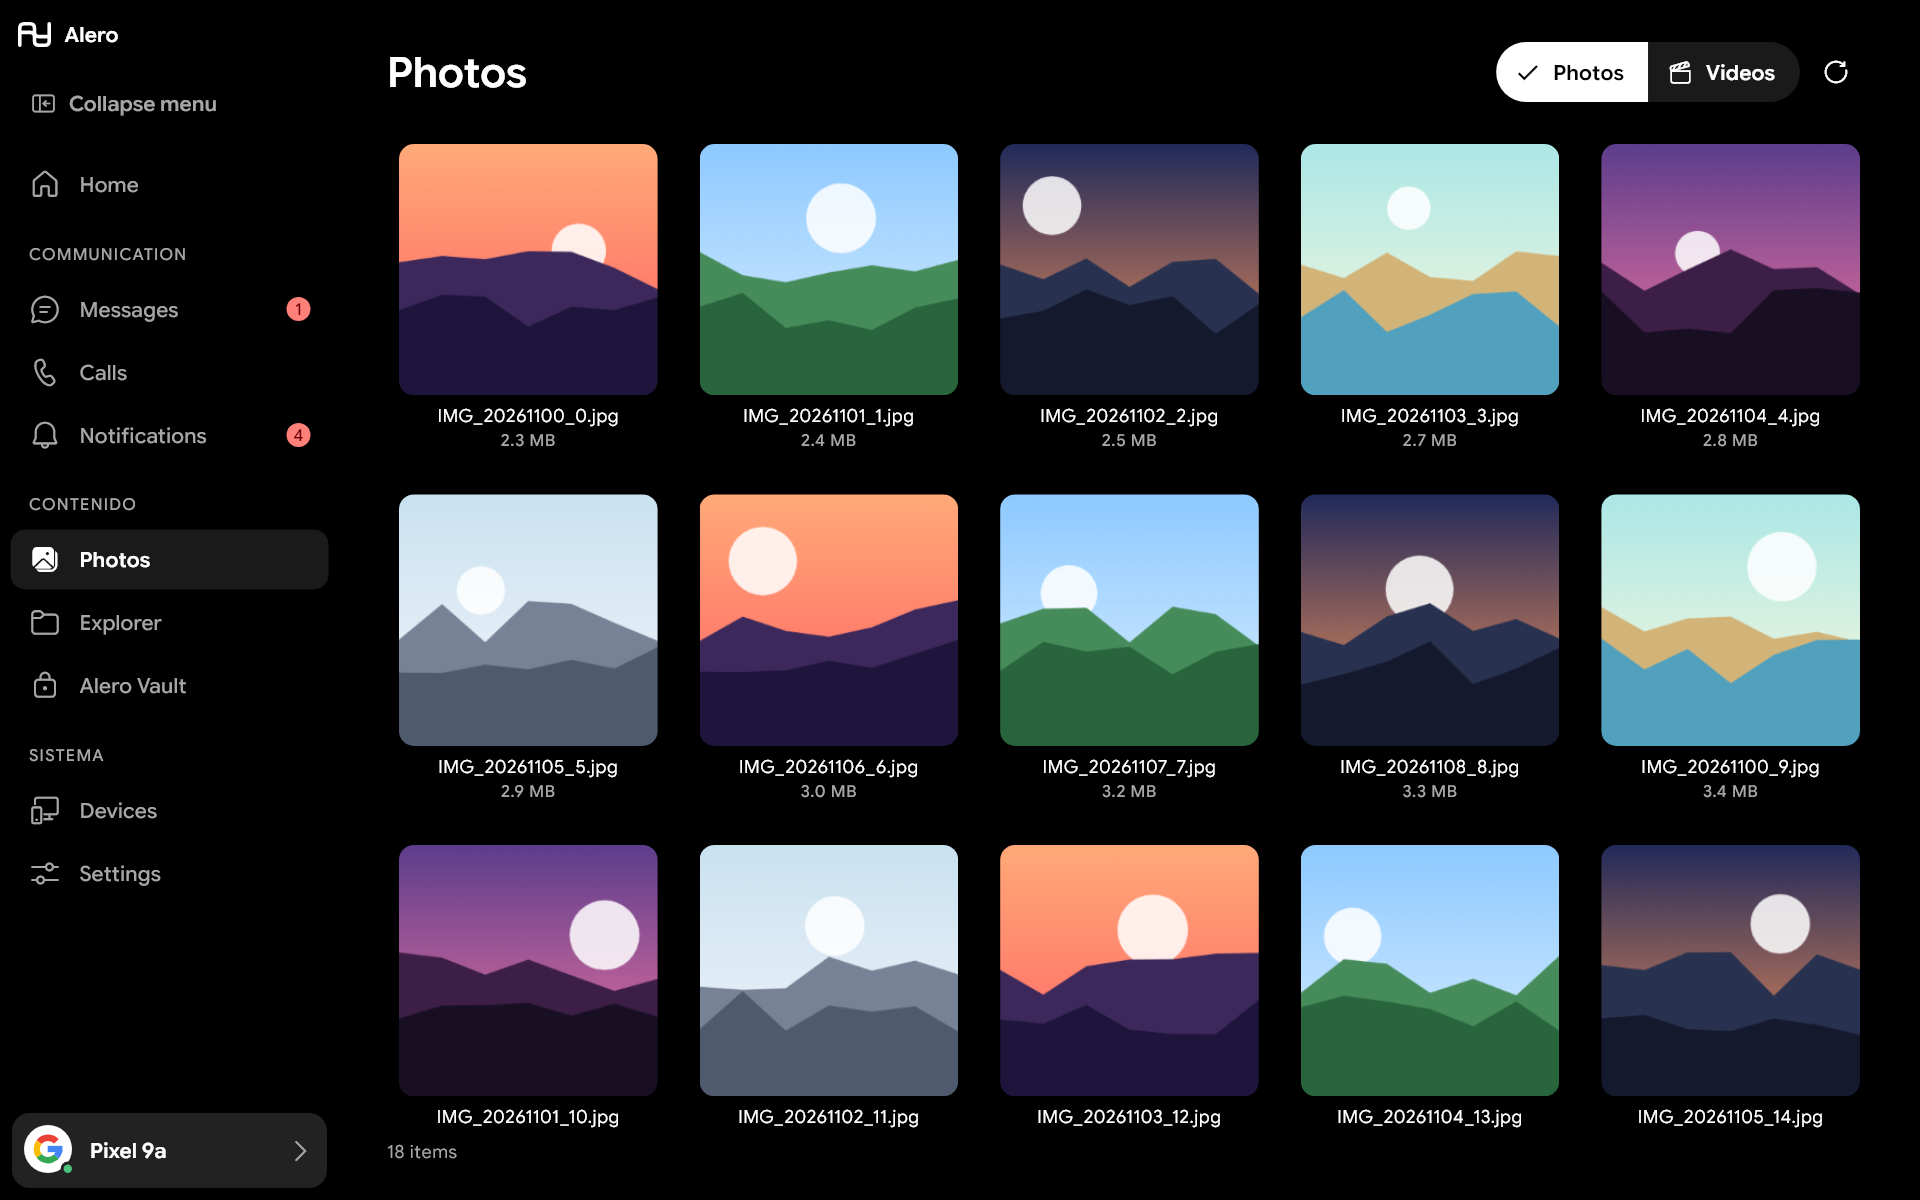 Alero
Collapse menu
Home
COMMUNICATION
Messages 1
Calls
Notifications 4
CONTENIDO
Photos
Explorer
Alero Vault
SISTEMA
Devices
Settings
Pixel 9a
Photos
Photos Videos
IMG_20261100_0.jpg
2.3 MB
IMG_20261101_1.jpg
2.4 MB
IMG_20261102_2.jpg
2.5 MB
IMG_20261103_3.jpg
2.7 MB
IMG_20261104_4.jpg
2.8 MB
IMG_20261105_5.jpg
2.9 MB
IMG_20261106_6.jpg
3.0 MB
IMG_20261107_7.jpg
3.2 MB
IMG_20261108_8.jpg
3.3 MB
IMG_20261100_9.jpg
3.4 MB
IMG_20261101_10.jpg
IMG_20261102_11.jpg
IMG_20261103_12.jpg
IMG_20261104_13.jpg
IMG_20261105_14.jpg
18 items